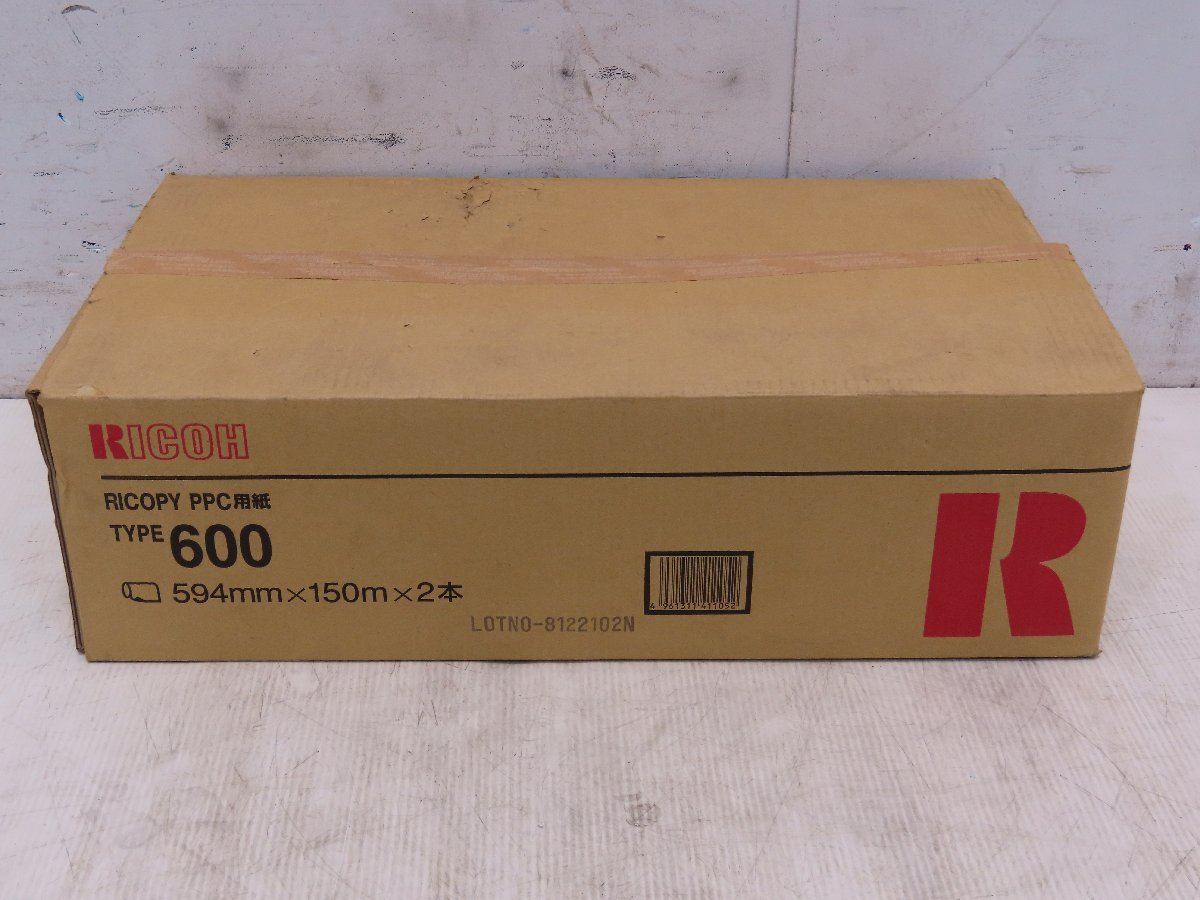 RICOH
RICOPY PPC用紙
TYPE 600
594mm×150m×2本
LOTNO-8122102N
R